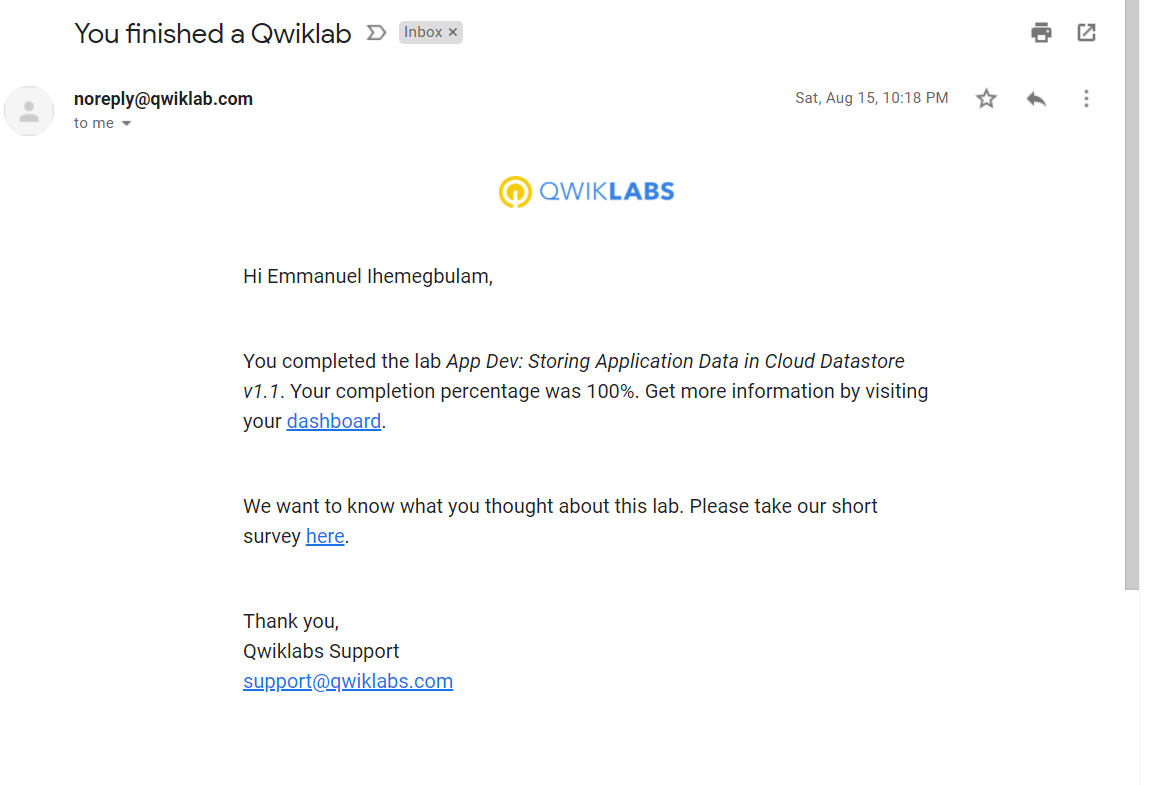 You finished a Qwiklab Inbox ×
noreply@qwiklab.com Sat, Aug 15, 10:18 PM
to me
QWIKLABS
Hi Emmanuel Ihemegbulam,
You completed the lab App Dev: Storing Application Data in Cloud Datastore
v1.1. Your completion percentage was 100%. Get more information by visiting
your dashboard.
We want to know what you thought about this lab. Please take our short
survey here.
Thank you,
Qwiklabs Support
support@qwiklabs.com